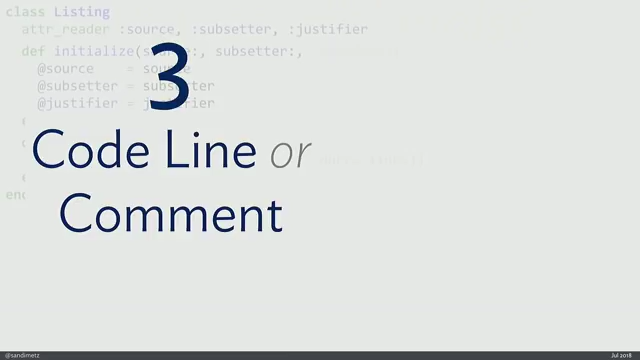 class Listing
attr_reader :source, :subsetter, :justifier
def initialize(source:, subsetter:,
@source = source
@subsetter = subsetter
@justifier = justifier
3
Code Line or
Comment
end
@sandimetz
Jul 2018